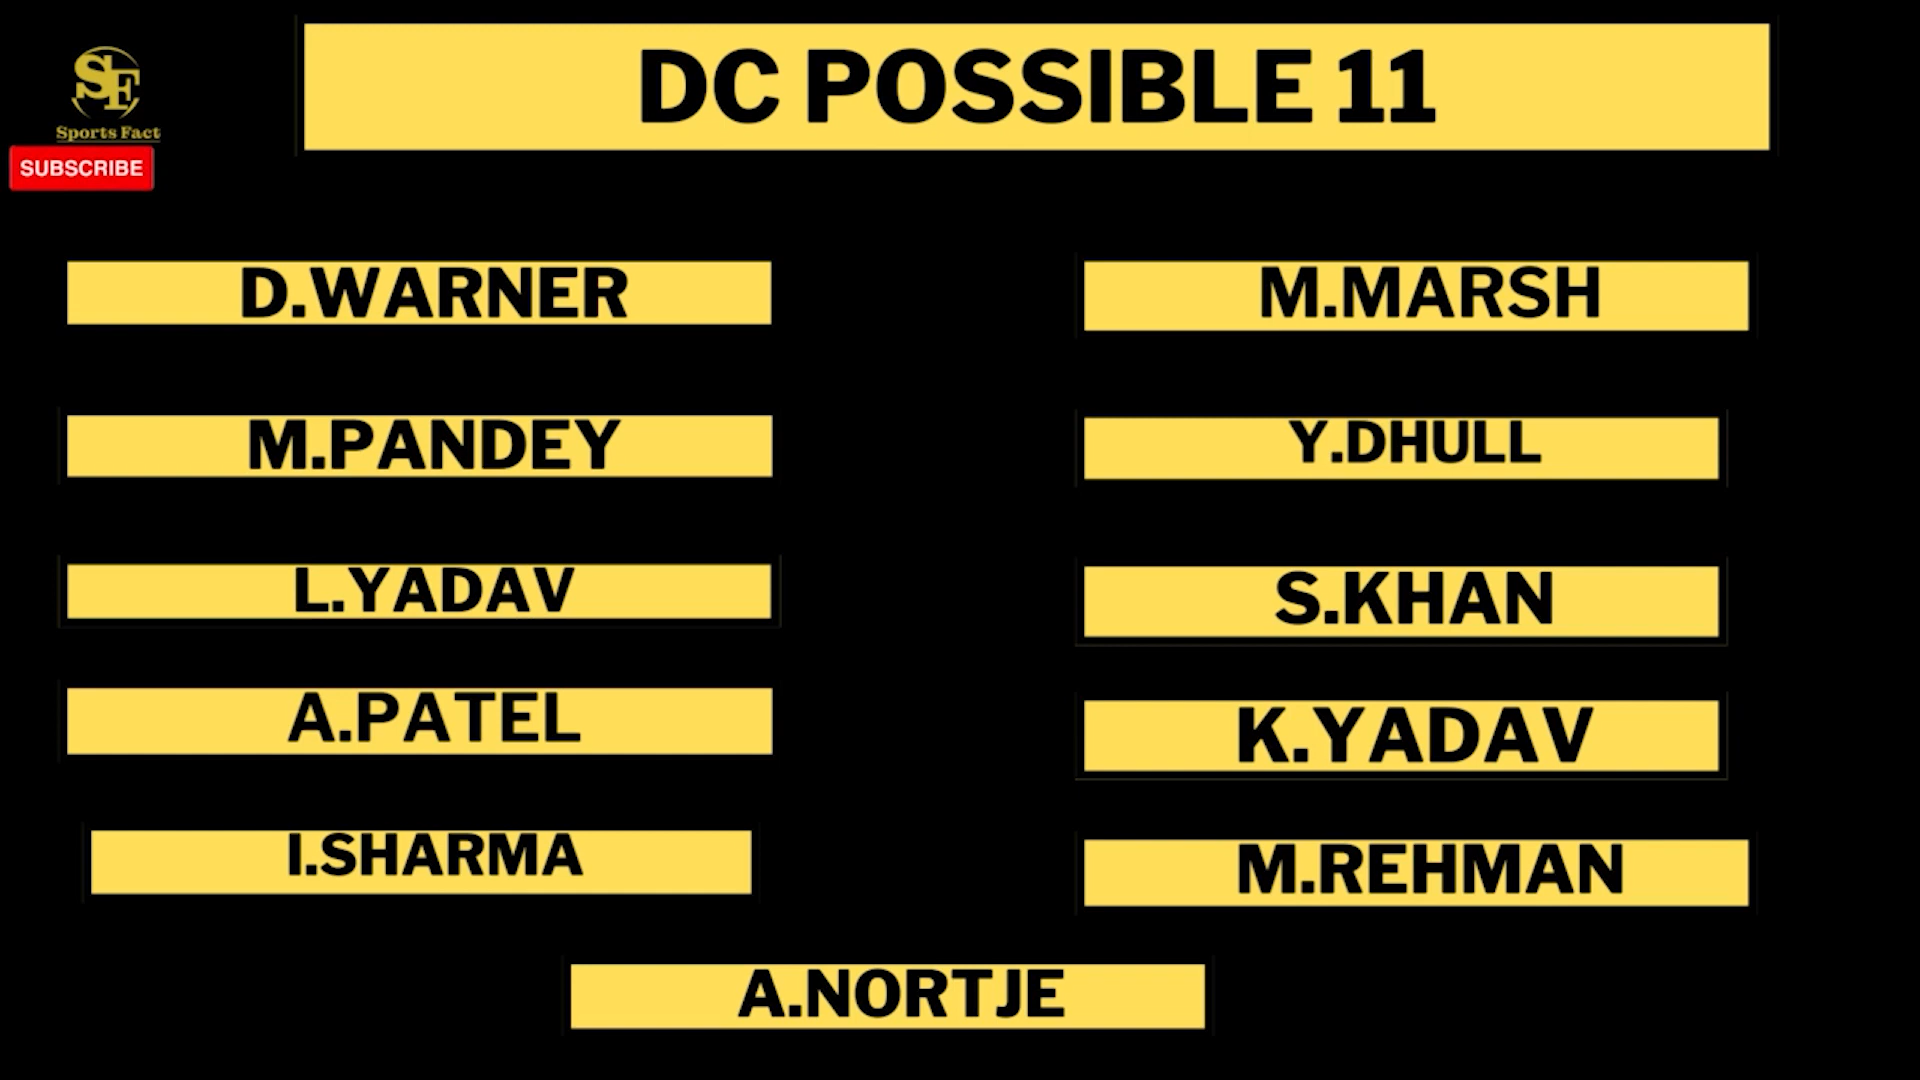 SF
Sports Fact
SUBSCRIBE
DC POSSIBLE 11
D.WARNER
M.MARSH
M.PANDEY
Y.DHULL
L.YADAV
S.KHAN
A.PATEL
K.YADAV
I.SHARMA
M.REHMAN
A.NORTJE